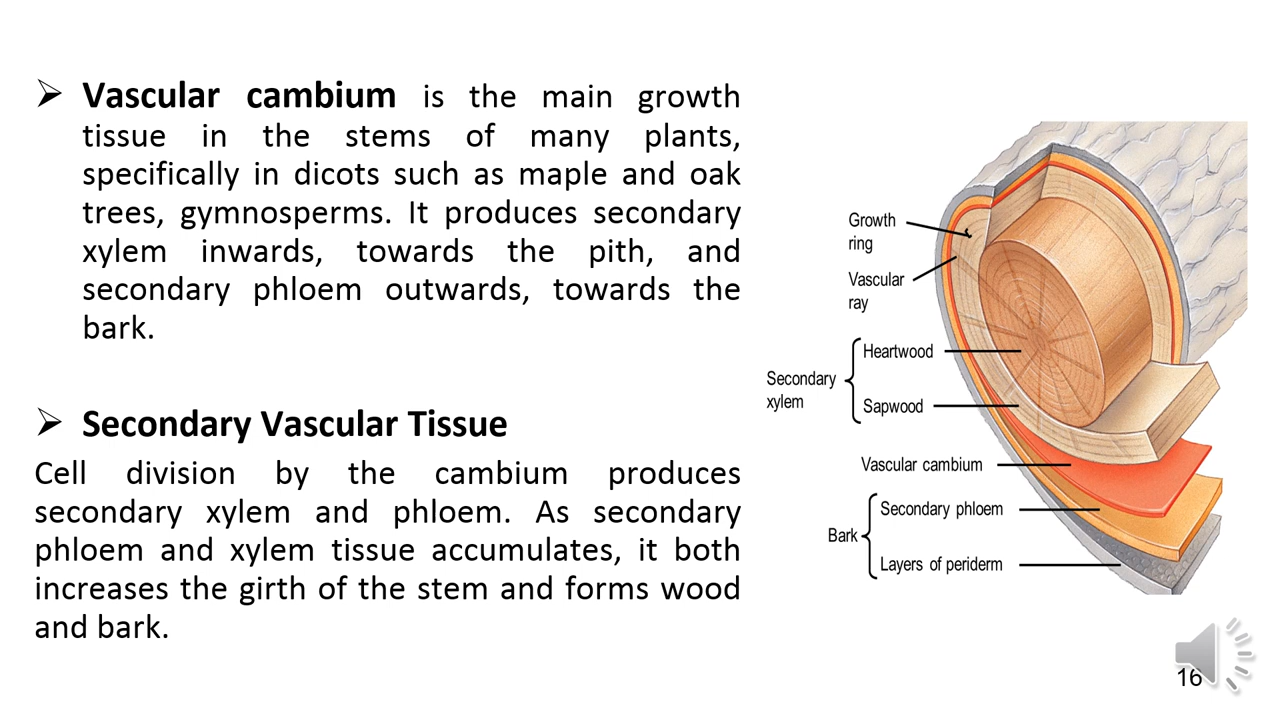 ➢ Vascular cambium is the main growth
tissue in the stems of many plants,
specifically in dicots such as maple and oak
trees, gymnosperms. It produces secondary
xylem inwards, towards the pith, and
secondary phloem outwards, towards the
bark.
➢ Secondary Vascular Tissue
Cell division by the cambium produces
secondary xylem and phloem. As secondary
phloem and xylem tissue accumulates, it both
increases the girth of the stem and forms wood
and bark.
Growth
ring
Vascular
ray
Secondary
xylem
Heartwood
Sapwood
Vascular cambium
Bark
Secondary phloem
Layers of periderm
16